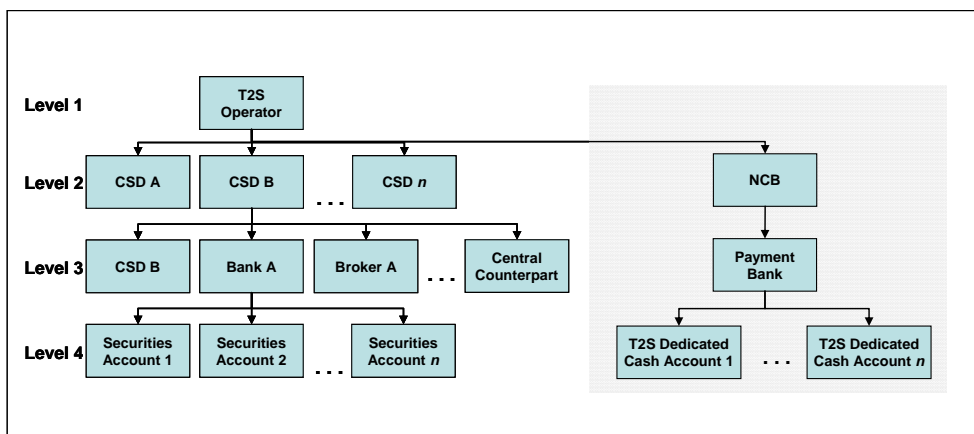 Level 1
T2S
Operator
Level 2
CSD A
CSD B
. . .
CSD n
NCB
Level 3
CSD B
Bank A
Broker A
. . .
Central
Counterpart
Payment
Bank
Level 4
Securities
Account 1
Securities
Account 2
. . .
Securities
Account n
T2S Dedicated
Cash Account 1
. . .
T2S Dedicated
Cash Account n